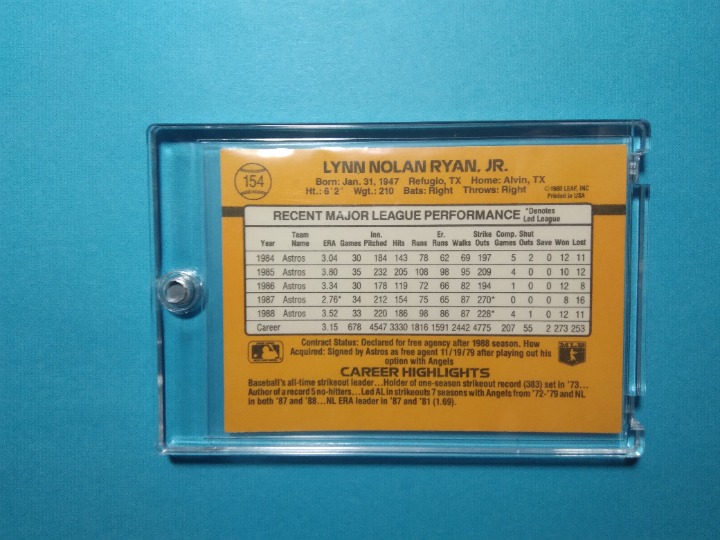 154
LYNN NOLAN RYAN, JR.
Born: Jan. 31, 1947 Refugio, TX Home: Alvin, TX
Ht.: 6'2" Wgt.: 210 Bats: Right Throws: Right
©1988 LEAF, INC
Printed in USA
RECENT MAJOR LEAGUE PERFORMANCE *Denotes Led League
Year Team Name ERA Games Inn. Pitched Hits Runs Er. Runs Walks Strike Outs Comp. Games Shut Outs Save Won Lost
1984 Astros 3.04 30 184 143 78 62 69 197 5 2 0 12 11
1985 Astros 3.80 35 232 205 108 98 95 209 4 0 0 10 12
1986 Astros 3.34 30 178 119 72 66 82 194 1 0 0 12 8
1987 Astros 2.76* 34 212 154 75 65 87 270* 0 0 0 8 16
1988 Astros 3.52 33 220 186 98 86 87 228* 4 1 0 12 11
Career 3.15 678 4547 3330 1816 1591 2442 4775 207 55 2 273 253
Contract Status: Declared for free agency after 1988 season. How
Acquired: Signed by Astros as free agent 11/19/79 after playing out his
option with Angels
CAREER HIGHLIGHTS
Baseball's all-time strikeout leader...Holder of one-season strikeout record (383) set in '73...
Author of a record 5 no-hitters...Led AL in strikeouts 7 seasons with Angels from '72-'79 and NL
in both '87 and '88...NL ERA leader in '87 and '81 (1.69).